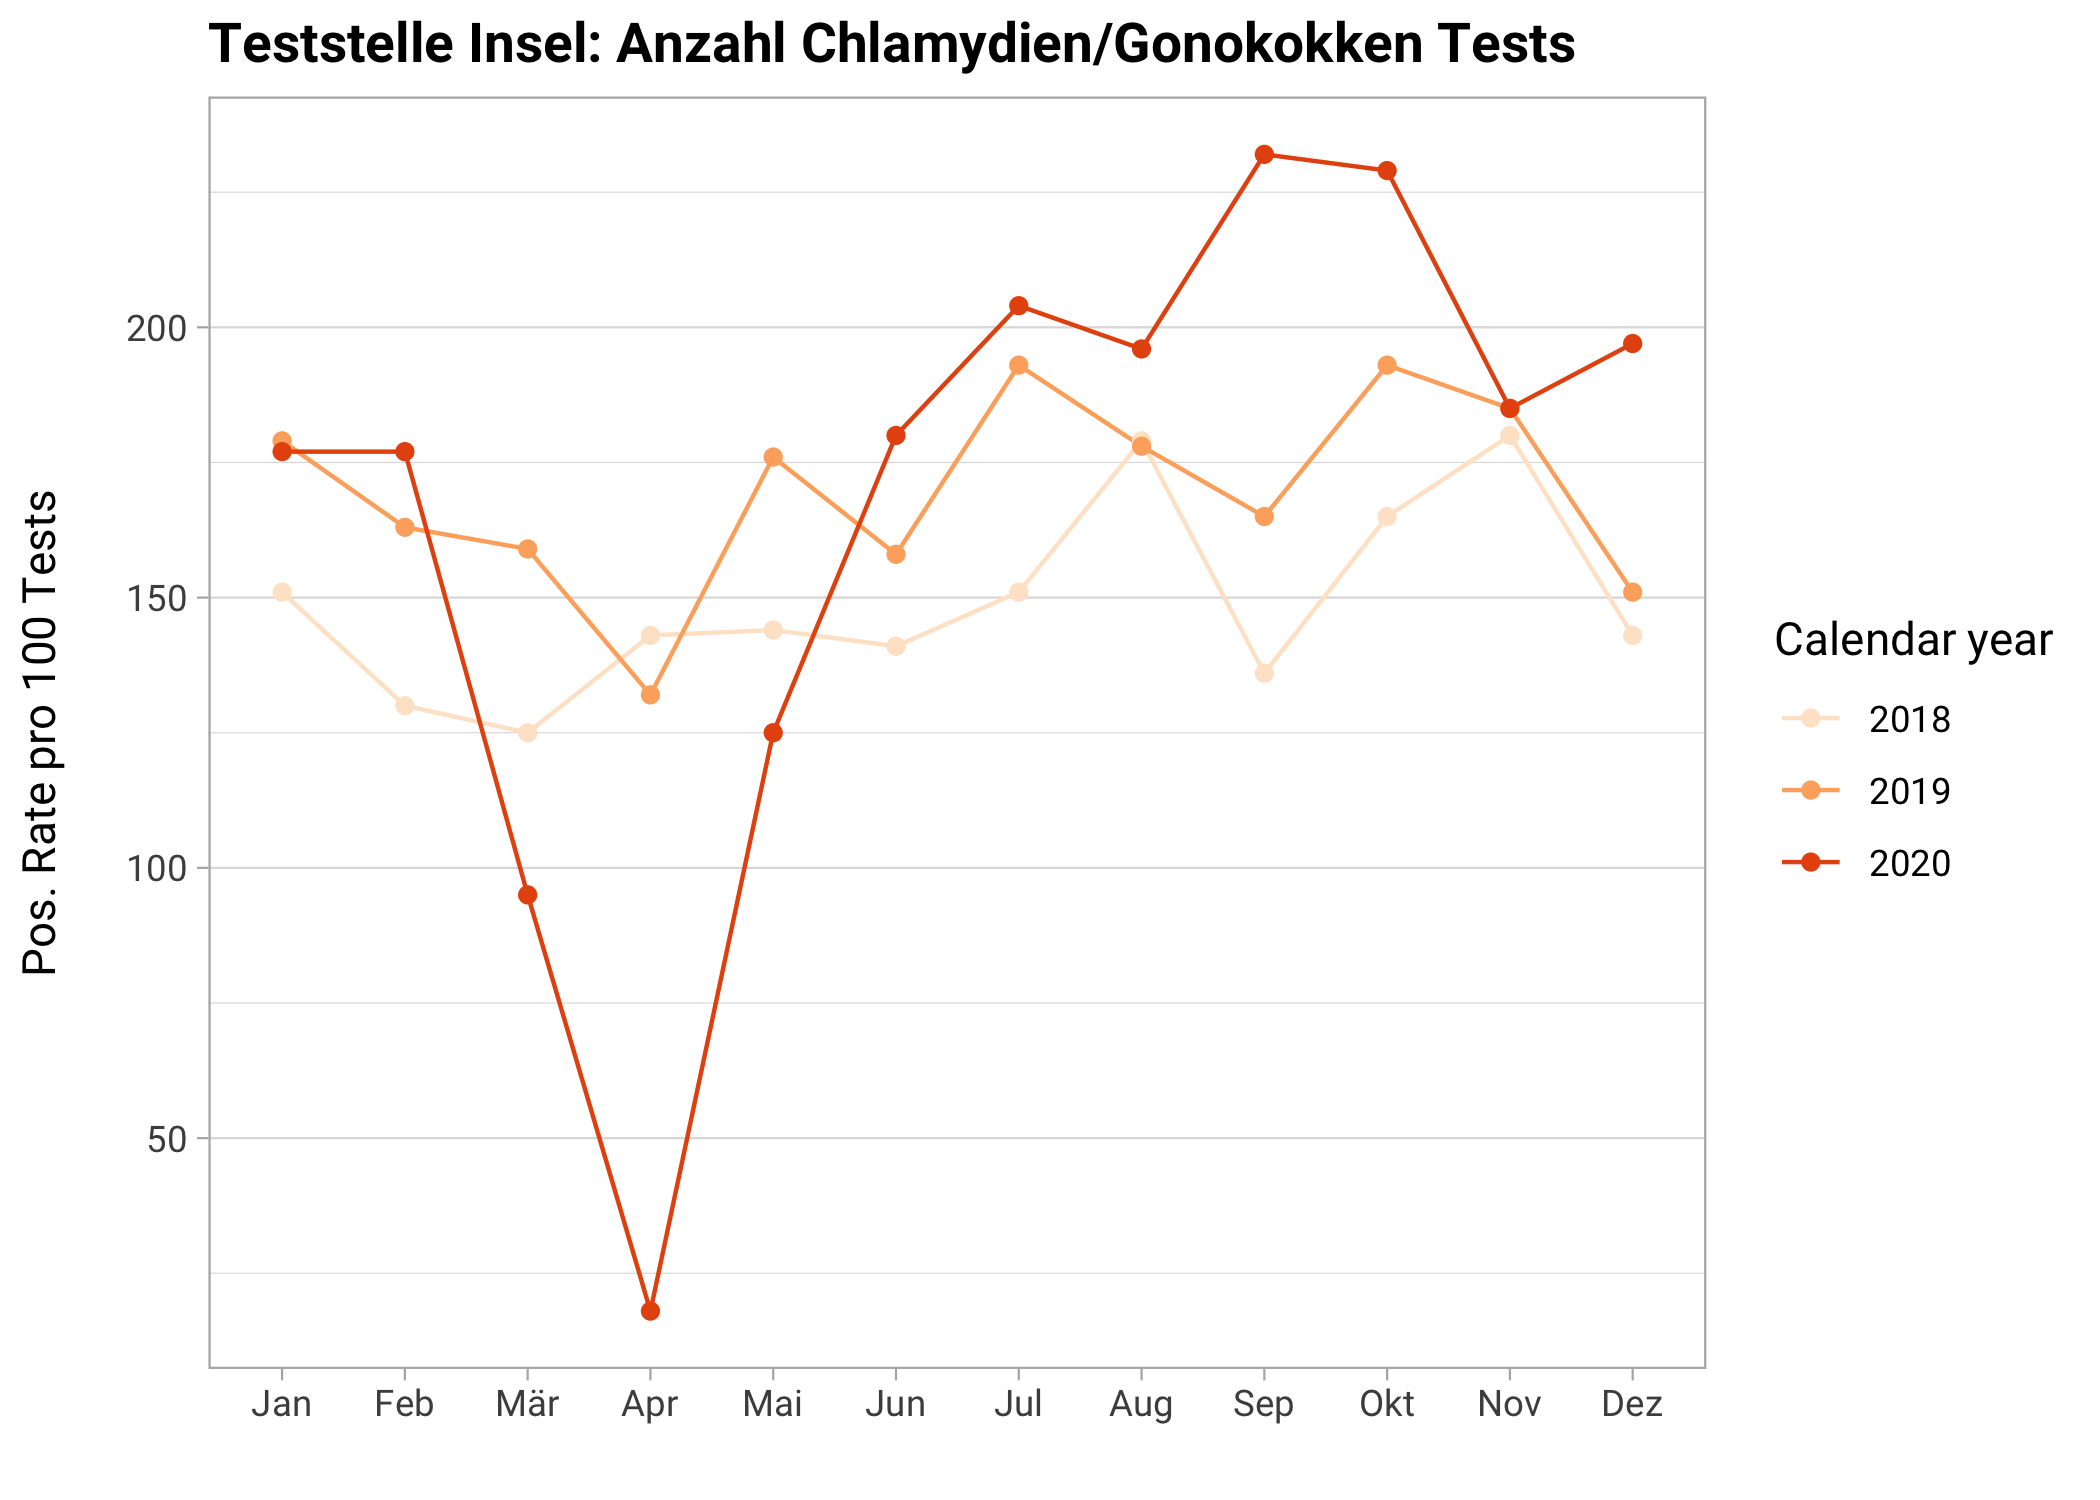 Teststelle Insel: Anzahl Chlamydien/Gonokokken Tests
Pos. Rate pro 100 Tests
200
150
100
50
Jan Feb Mär Apr Mai Jun Jul Aug Sep Okt Nov Dez
Calendar year
2018
2019
2020